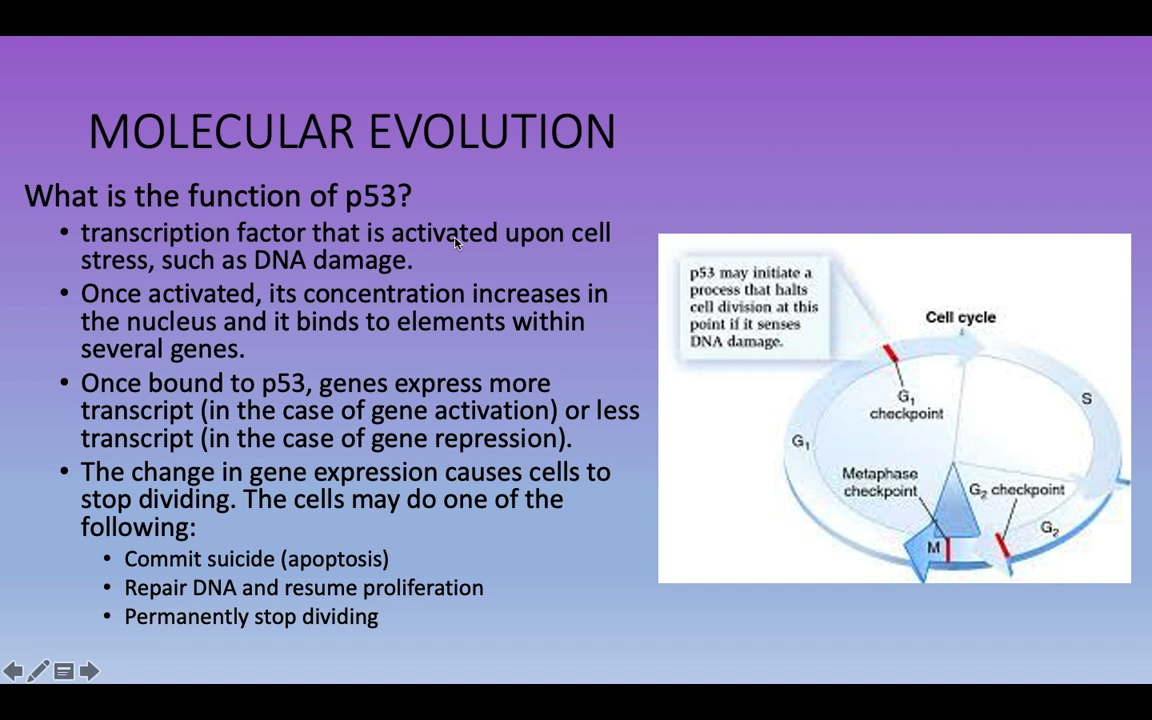 MOLECULAR EVOLUTION
What is the function of p53?
• transcription factor that is activated upon cell
stress, such as DNA damage.
• Once activated, its concentration increases in
the nucleus and it binds to elements within
several genes.
• Once bound to p53, genes express more
transcript (in the case of gene activation) or less
transcript (in the case of gene repression).
• The change in gene expression causes cells to
stop dividing. The cells may do one of the
following:
• Commit suicide (apoptosis)
• Repair DNA and resume proliferation
• Permanently stop dividing
p53 may initiate a
process that halts
cell division at this
point if it senses
DNA damage.
Cell cycle
G₁
checkpoint
S
G₁
Metaphase
checkpoint
G₂ checkpoint
G₂
M